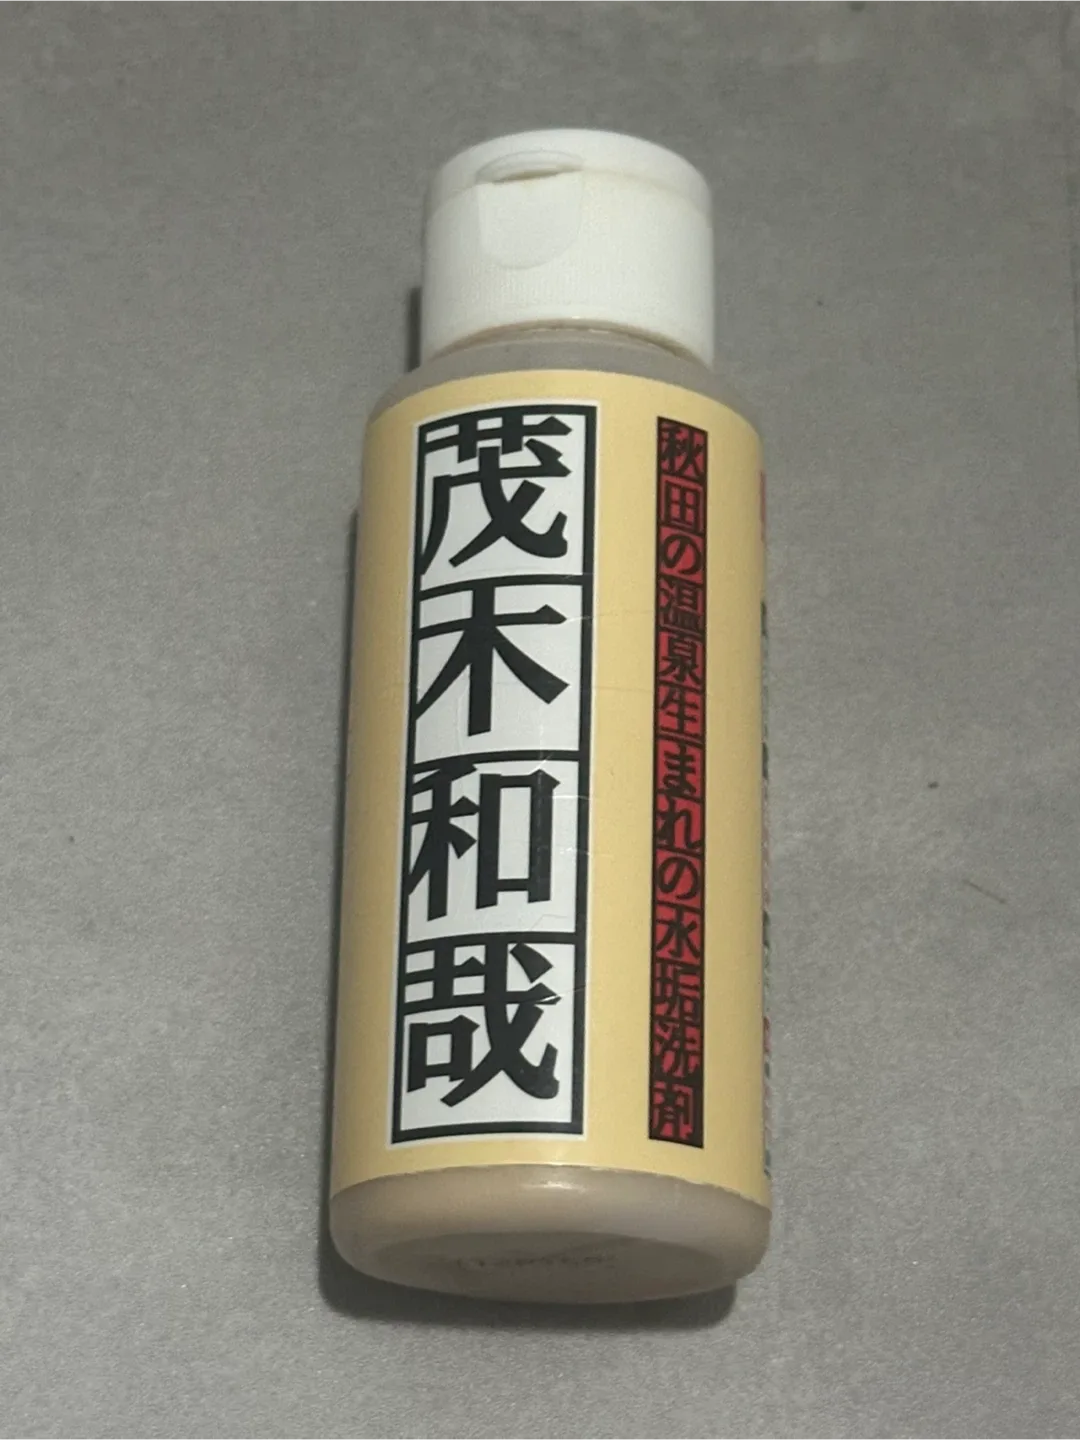 茂木和哉
秋田の温泉生まれの水垢洗剤